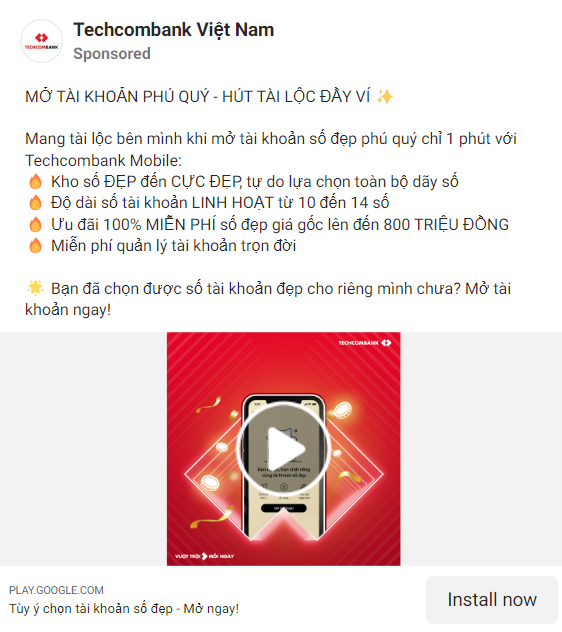 Techcombank Việt Nam
Sponsored
TECHCOMBANK
MỞ TÀI KHOẢN PHÚ QUÝ - HÚT TÀI LỘC ĐẦY VÍ ✨
Mang tài lộc bên mình khi mở tài khoản số đẹp phú quý chỉ 1 phút với
Techcombank Mobile:
🔥 Kho số ĐẸP đến CỰC ĐẸP, tự do lựa chọn toàn bộ dãy số
🔥 Độ dài số tài khoản LINH HOẠT từ 10 đến 14 số
🔥 Ưu đãi 100% MIỄN PHÍ số đẹp giá gốc lên đến 800 TRIỆU ĐỒNG
🔥 Miễn phí quản lý tài khoản trọn đời
🌟 Bạn đã chọn được số tài khoản đẹp cho riêng mình chưa? Mở tài
khoản ngay!
TECHCOMBANK
VƯỢT TRỘI MỖI NGÀY
PLAY.GOOGLE.COM
Tùy ý chọn tài khoản số đẹp - Mở ngay!
Install now